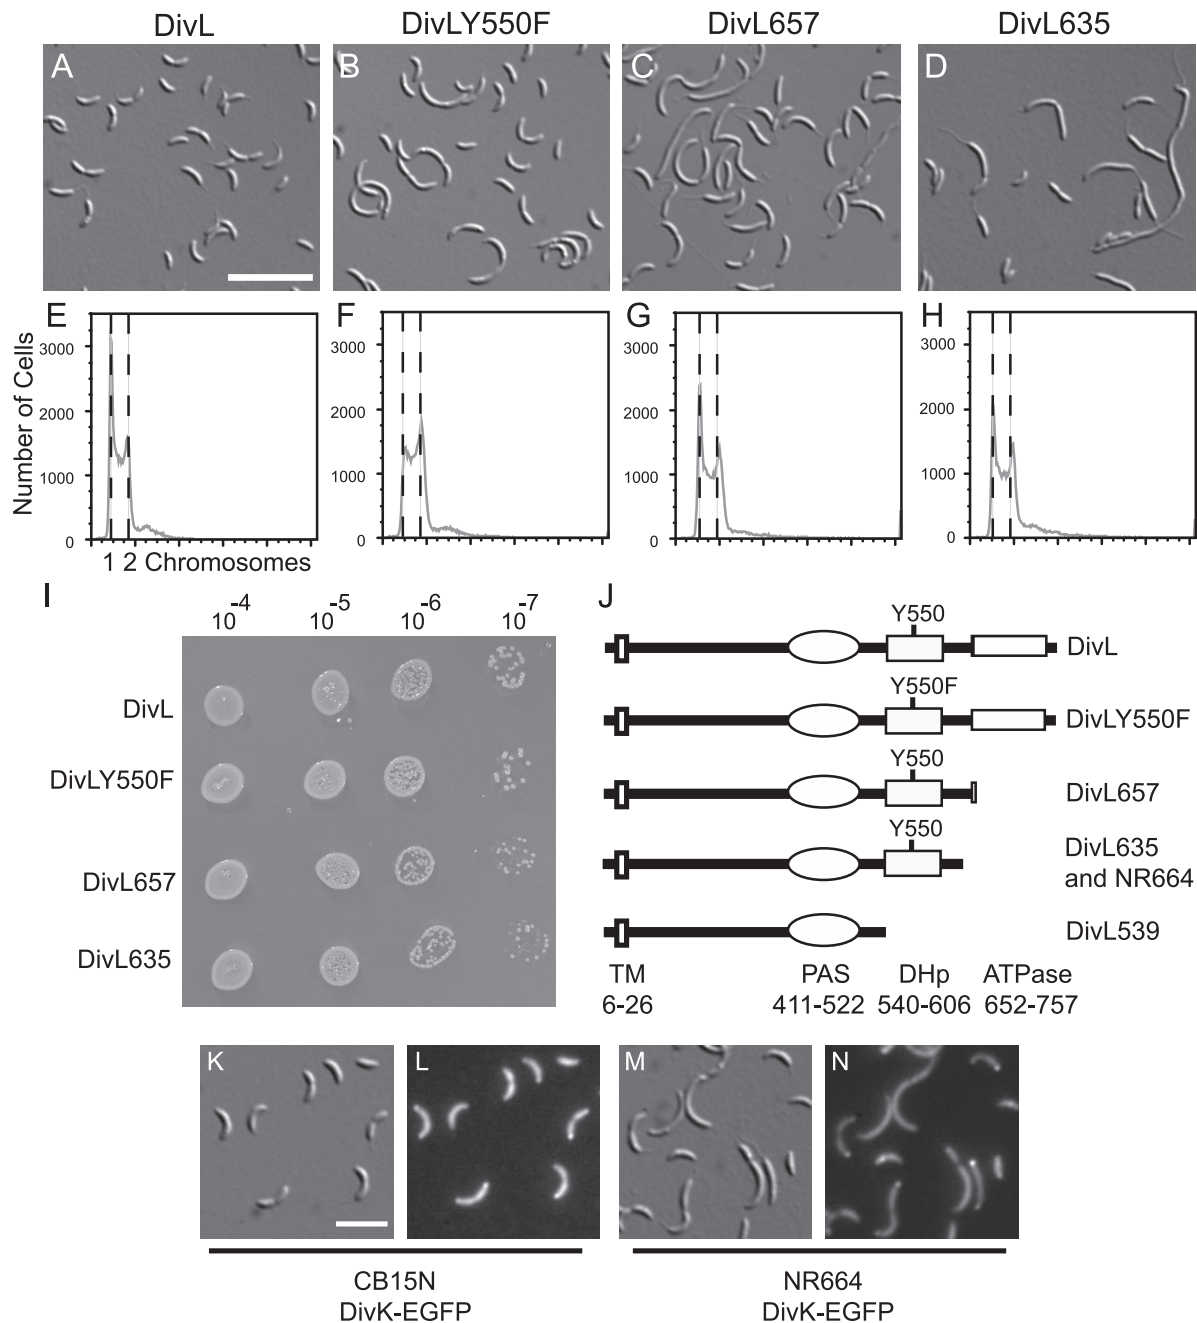 DivL DivLY550F DivL657 DivL635
A B C D
E F G H
Number of Cells
3000 3000 3000 3000
2000 2000 2000 2000
1000 1000 1000 1000
0 0 0 0
1 2 Chromosomes
I J
10-4 10-5 10-6 10-7
DivL
DivLY550F
DivL657
DivL635
Y550
DivL
Y550F
DivLY550F
Y550
DivL657
Y550
DivL635
and NR664
DivL539
TM PAS DHp ATPase
6-26 411-522 540-606 652-757
K L M N
CB15N NR664
DivK-EGFP DivK-EGFP